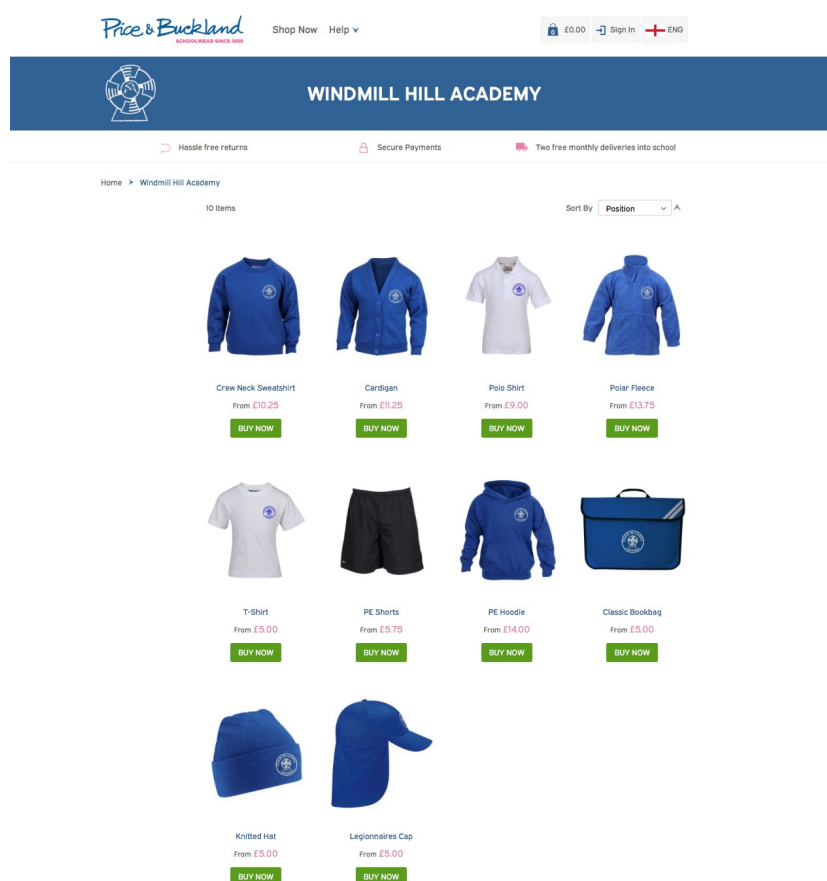 Price & Buckland
SCHOOLWEAR SINCE 1859
Shop Now Help
0 £0.00 Sign In ENG
WINDMILL HILL ACADEMY
Hassle free returns Secure Payments Two free monthly deliveries into school
Home > Windmill Hill Academy
10 Items Sort By Position
Crew Neck Sweatshirt Cardigan Polo Shirt Polar Fleece
From £10.25 From £11.25 From £9.00 From £13.75
BUY NOW BUY NOW BUY NOW BUY NOW
T-Shirt PE Shorts PE Hoodie Classic Bookbag
From £5.00 From £5.75 From £14.00 From £5.00
BUY NOW BUY NOW BUY NOW BUY NOW
Knitted Hat Legionnaires Cap
From £5.00 From £5.00
BUY NOW BUY NOW